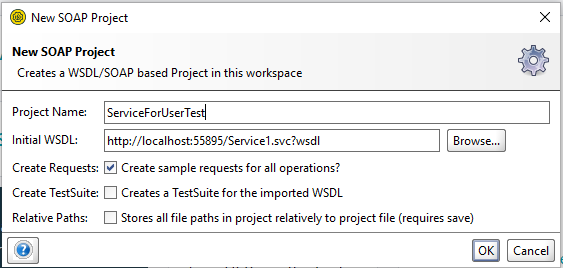 New SOAP Project
New SOAP Project
Creates a WSDL/SOAP based Project in this workspace
Project Name: ServiceForUserTest
Initial WSDL: http://localhost:55895/Service1.svc?wsdl Browse...
Create Requests: Create sample requests for all operations?
Create TestSuite: Creates a TestSuite for the imported WSDL
Relative Paths: Stores all file paths in project relatively to project file (requires save)
? OK Cancel